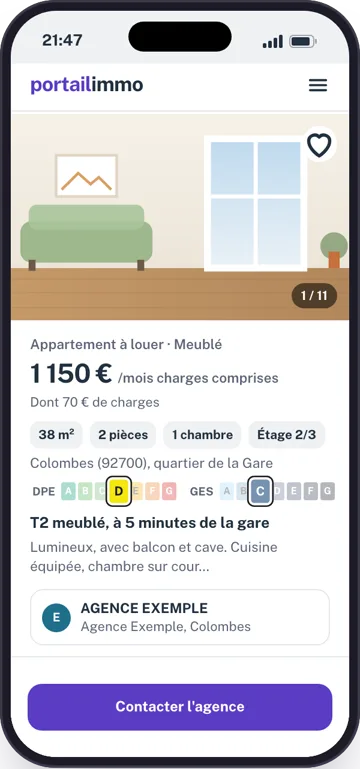 21:47
portailimmo
1 / 11
Appartement à louer · Meublé
1 150 € /mois charges comprises
Dont 70 € de charges
38 m² 2 pièces 1 chambre Étage 2/3
Colombes (92700), quartier de la Gare
DPE A B C D E F G GES A B C D E F G
T2 meublé, à 5 minutes de la gare
Lumineux, avec balcon et cave. Cuisine
équipée, chambre sur cour...
E AGENCE EXEMPLE
Agence Exemple, Colombes
Contacter l'agence